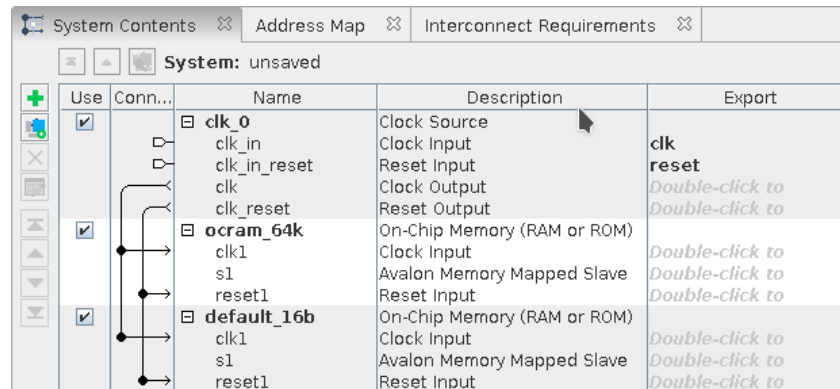 System Contents Address Map Interconnect Requirements
System: unsaved
Use Conn... Name Description Export
clk_0 Clock Source
clk_in Clock Input clk
clk_in_reset Reset Input reset
clk Clock Output Double-click to
clk_reset Reset Output Double-click to
ocram_64k On-Chip Memory (RAM or ROM)
clk1 Clock Input Double-click to
s1 Avalon Memory Mapped Slave Double-click to
reset1 Reset Input Double-click to
default_16b On-Chip Memory (RAM or ROM)
clk1 Clock Input Double-click to
s1 Avalon Memory Mapped Slave Double-click to
reset1 Reset Input Double-click to